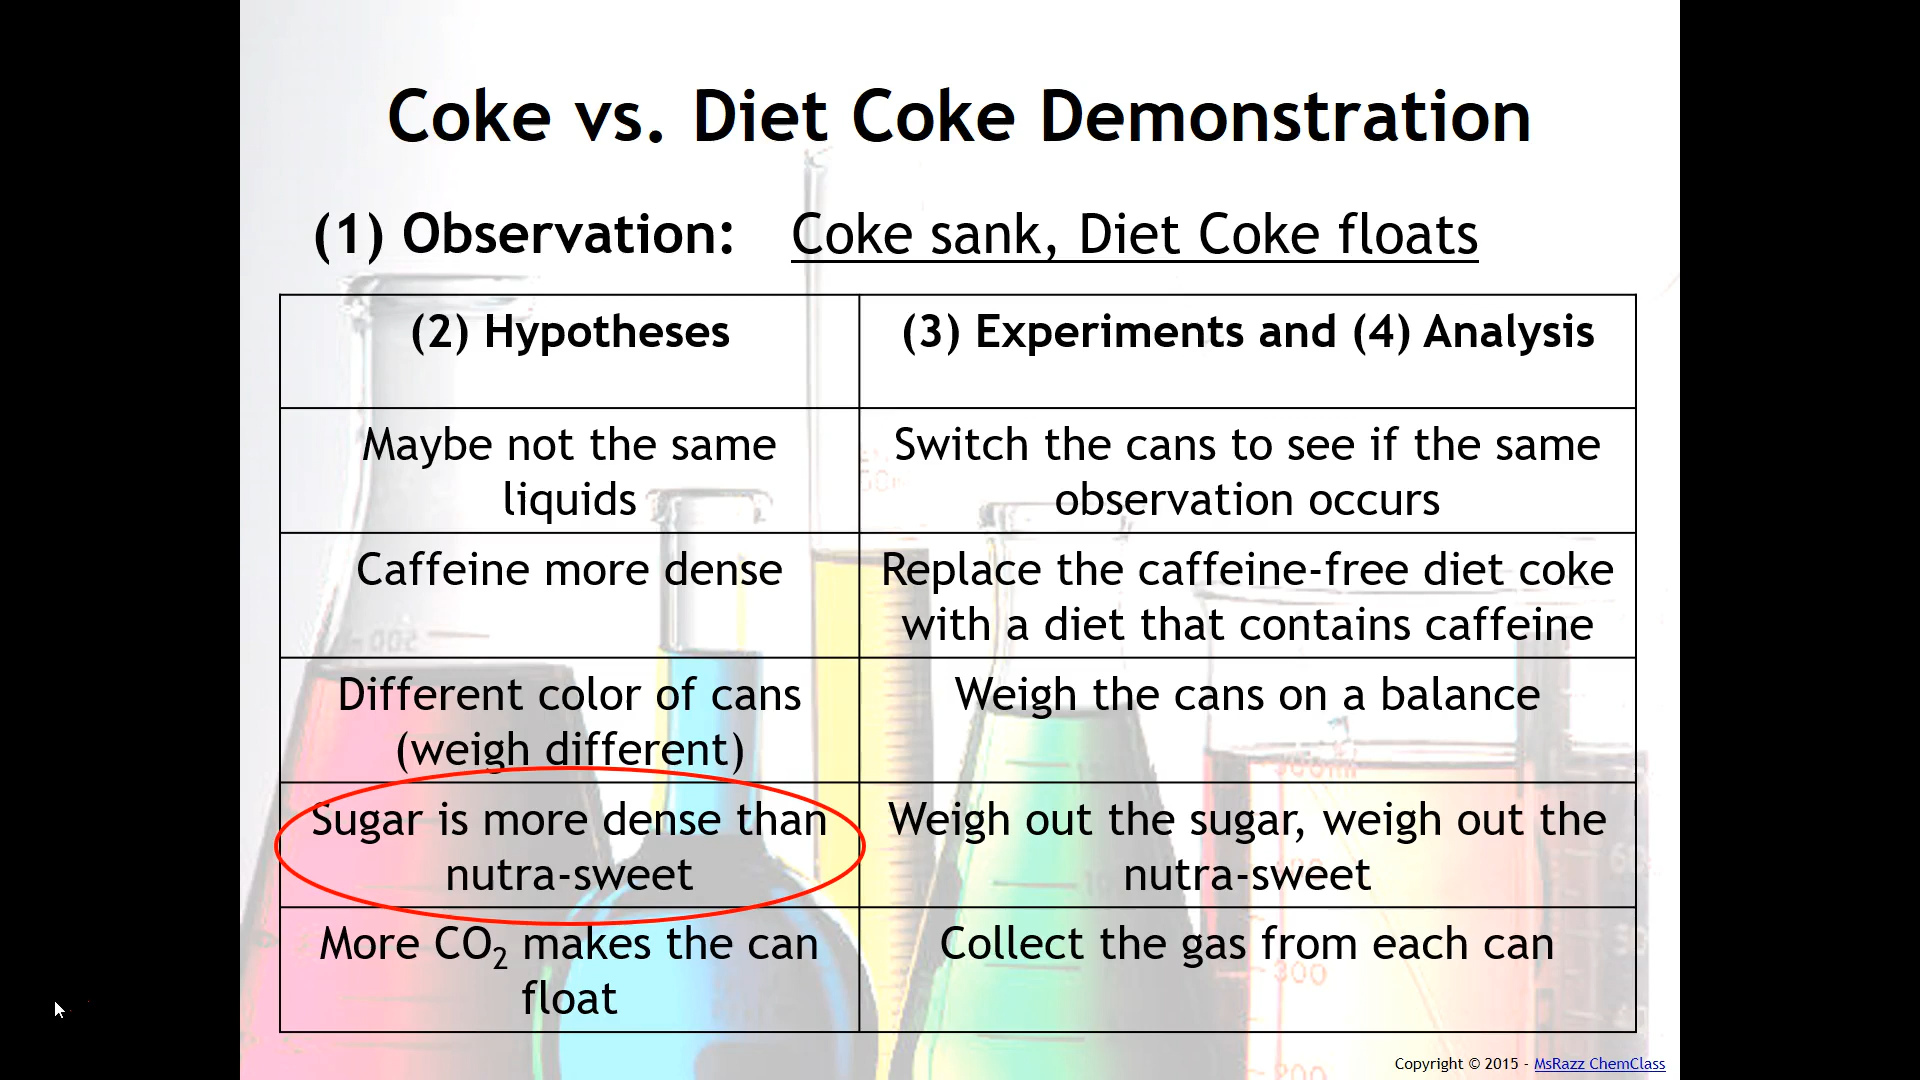 Coke vs. Diet Coke Demonstration
(1) Observation: Coke sank, Diet Coke floats
(2) Hypotheses
(3) Experiments and (4) Analysis
Maybe not the same
liquids
Switch the cans to see if the same
observation occurs
Caffeine more dense
Replace the caffeine-free diet coke
with a diet that contains caffeine
Different color of cans
(weigh different)
Weigh the cans on a balance
Sugar is more dense than
nutra-sweet
Weigh out the sugar, weigh out the
nutra-sweet
More CO₂ makes the can
float
Collect the gas from each can
300
Copyright © 2015 - MsRazz ChemClass